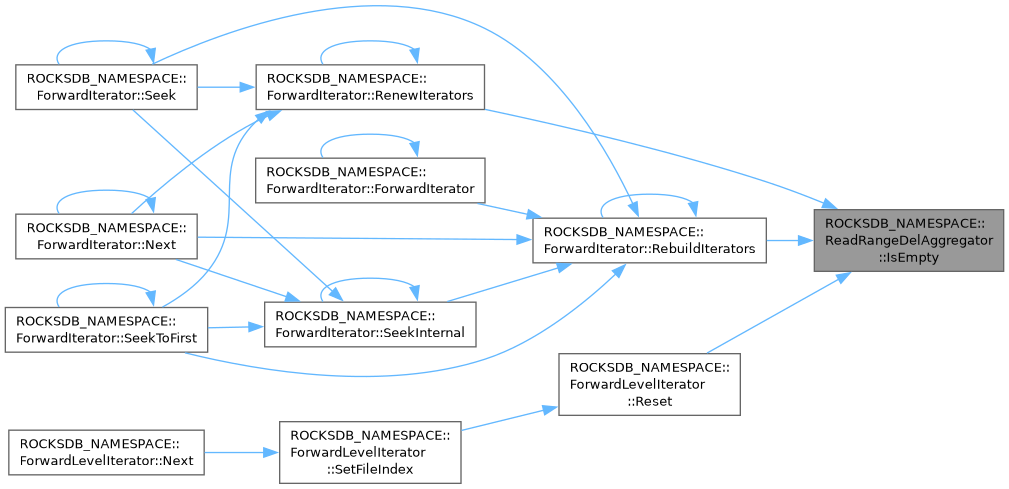 ROCKSDB_NAMESPACE::
ForwardIterator::Seek
ROCKSDB_NAMESPACE::
ForwardIterator::RenewIterators
ROCKSDB_NAMESPACE::
ForwardIterator::ForwardIterator
ROCKSDB_NAMESPACE::
ForwardIterator::Next
ROCKSDB_NAMESPACE::
ForwardIterator::RebuildIterators
ROCKSDB_NAMESPACE::
ReadRangeDelAggregator
::IsEmpty
ROCKSDB_NAMESPACE::
ForwardIterator::SeekToFirst
ROCKSDB_NAMESPACE::
ForwardIterator::SeekInternal
ROCKSDB_NAMESPACE::
ForwardLevelIterator
::Reset
ROCKSDB_NAMESPACE::
ForwardLevelIterator::Next
ROCKSDB_NAMESPACE::
ForwardLevelIterator
::SetFileIndex